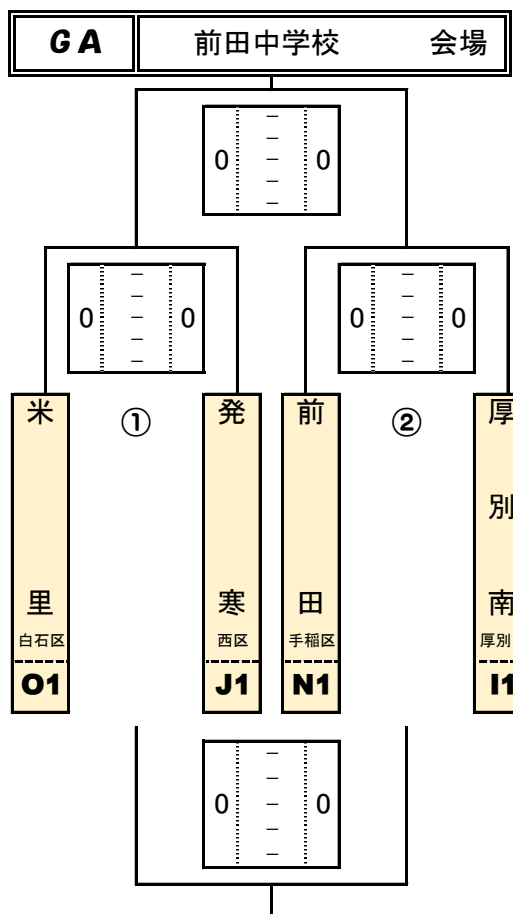 GA 前田中学校 会場
0 － － － － － 0
0 － － － － － 0
0 － － － － － 0
① ②
米里
白石区
O1
発寒
西区
J1
前田
手稲区
N1
厚別南
厚別
I1
0 － － － － － 0